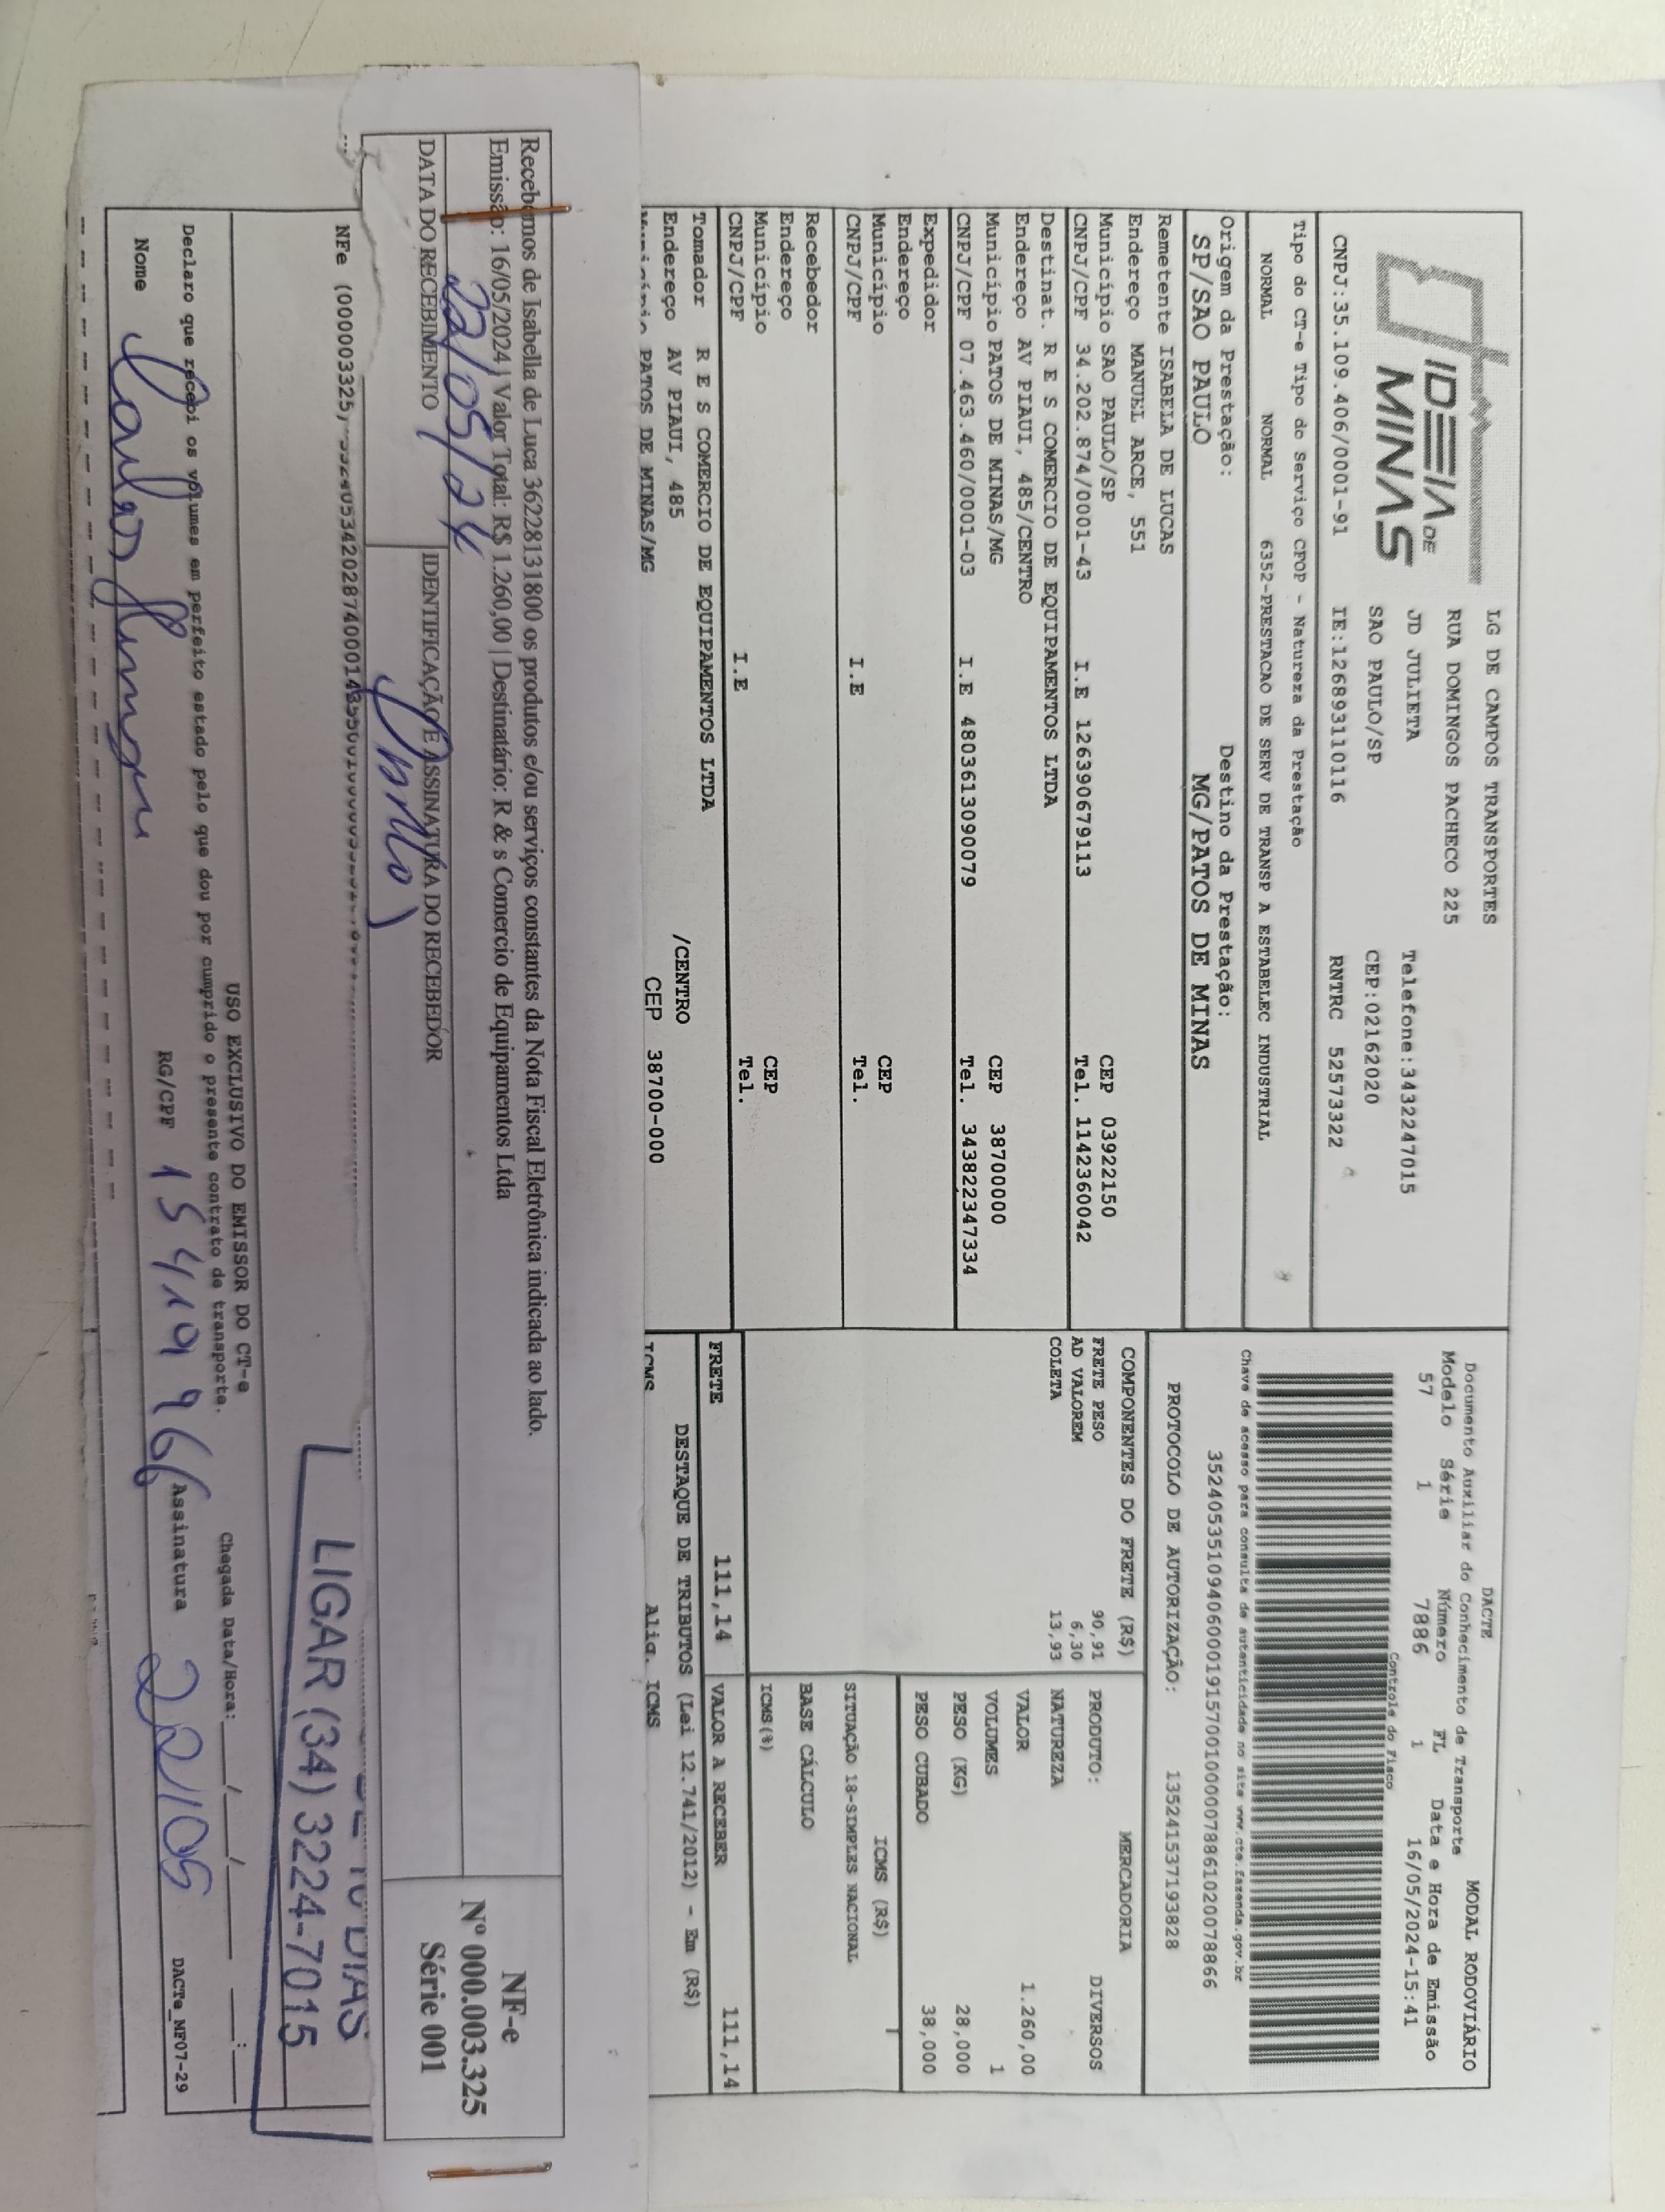 IDEIA DE
MINAS
LG DE CAMPOS TRANSPORTES
RUA DOMINGOS PACHECO 225
JD JULIETA
Telefone:3432247015
SAO PAULO/SP
CEP:02162020
CNPJ:35.109.406/0001-91
IE:126893110116
RNTRC 52573322
Tipo do CT-e Tipo do Serviço CFOP - Natureza da Prestação
NORMAL NORMAL 6352-PRESTACAO DE SERV DE TRANSP A ESTABELEC INDUSTRIAL
Origem da Prestação: Destino da Prestação:
SP/SAO PAULO MG/PATOS DE MINAS
Remetente ISABELA DE LUCAS
Endereço MANUEL ARCE, 551
Município SAO PAULO/SP CEP 03922150
CNPJ/CPF 34.202.874/0001-43 I.E 126390679113 Tel. 1142360042
Destinat. R E S COMERCIO DE EQUIPAMENTOS LTDA
Endereço AV PIAUI, 485/CENTRO
Município PATOS DE MINAS/MG CEP 38700000
CNPJ/CPF 07.463.460/0001-03 I.E 4803613090079 Tel. 343822347334
Expedidor
Endereço
Município CEP
CNPJ/CPF I.E Tel.
Recebedor
Endereço
Município CEP
CNPJ/CPF I.E Tel.
Tomador R E S COMERCIO DE EQUIPAMENTOS LTDA
Endereço AV PIAUI, 485 /CENTRO
Município PATOS DE MINAS/MG CEP 38700-000
DACTE MODAL RODOVIÁRIO
Documento Auxiliar do Conhecimento de Transporte
Modelo Série Número FL Data e Hora de Emissão
57 1 7886 1 16/05/2024-15:41
Controle do Fisco
Chave de acesso para consulta de autenticidade no site www.cte.fazenda.gov.br
35240535109406000191570010000078861020078866
PROTOCOLO DE AUTORIZAÇÃO: 135241537193828
COMPONENTES DO FRETE (R$)
FRETE PESO 90,91
AD VALOREM 6,30
COLETA 13,93
MERCADORIA
PRODUTO: DIVERSOS
NATUREZA
VALOR 1.260,00
VOLUMES 1
PESO (KG) 28,000
PESO CUBADO 38,000
ICMS (R$)
SITUAÇÃO 18-SIMPLES NACIONAL
BASE CÁLCULO
ICMS(%)
FRETE 111,14 VALOR A RECEBER 111,14
DESTAQUE DE TRIBUTOS (Lei 12.741/2012) - Em (R$)
ICMS Aliq. ICMS
Recebemos de Isabella de Luca 36228131800 os produtos e/ou serviços constantes da Nota Fiscal Eletrônica indicada ao lado.
Emissão: 16/05/2024 | Valor Total: R$ 1.260,00 | Destinatário: R & s Comercio de Equipamentos Ltda
DATA DO RECEBIMENTO IDENTIFICAÇÃO E ASSINATURA DO RECEBEDOR
22/05/24
NF-e
Nº 000.003.325
Série 001
NFe (000003325,
DIAS
LIGAR (34) 3224-7015
USO EXCLUSIVO DO EMISSOR DO CT-e
Declaro que recebi os volumes em perfeito estado pelo que dou por cumprido o presente contrato de transporte.
Chegada Data/Hora:___/___/______ ___:___
Nome RG/CPF 15419966 Assinatura 22/05
DACTe_NF07-29